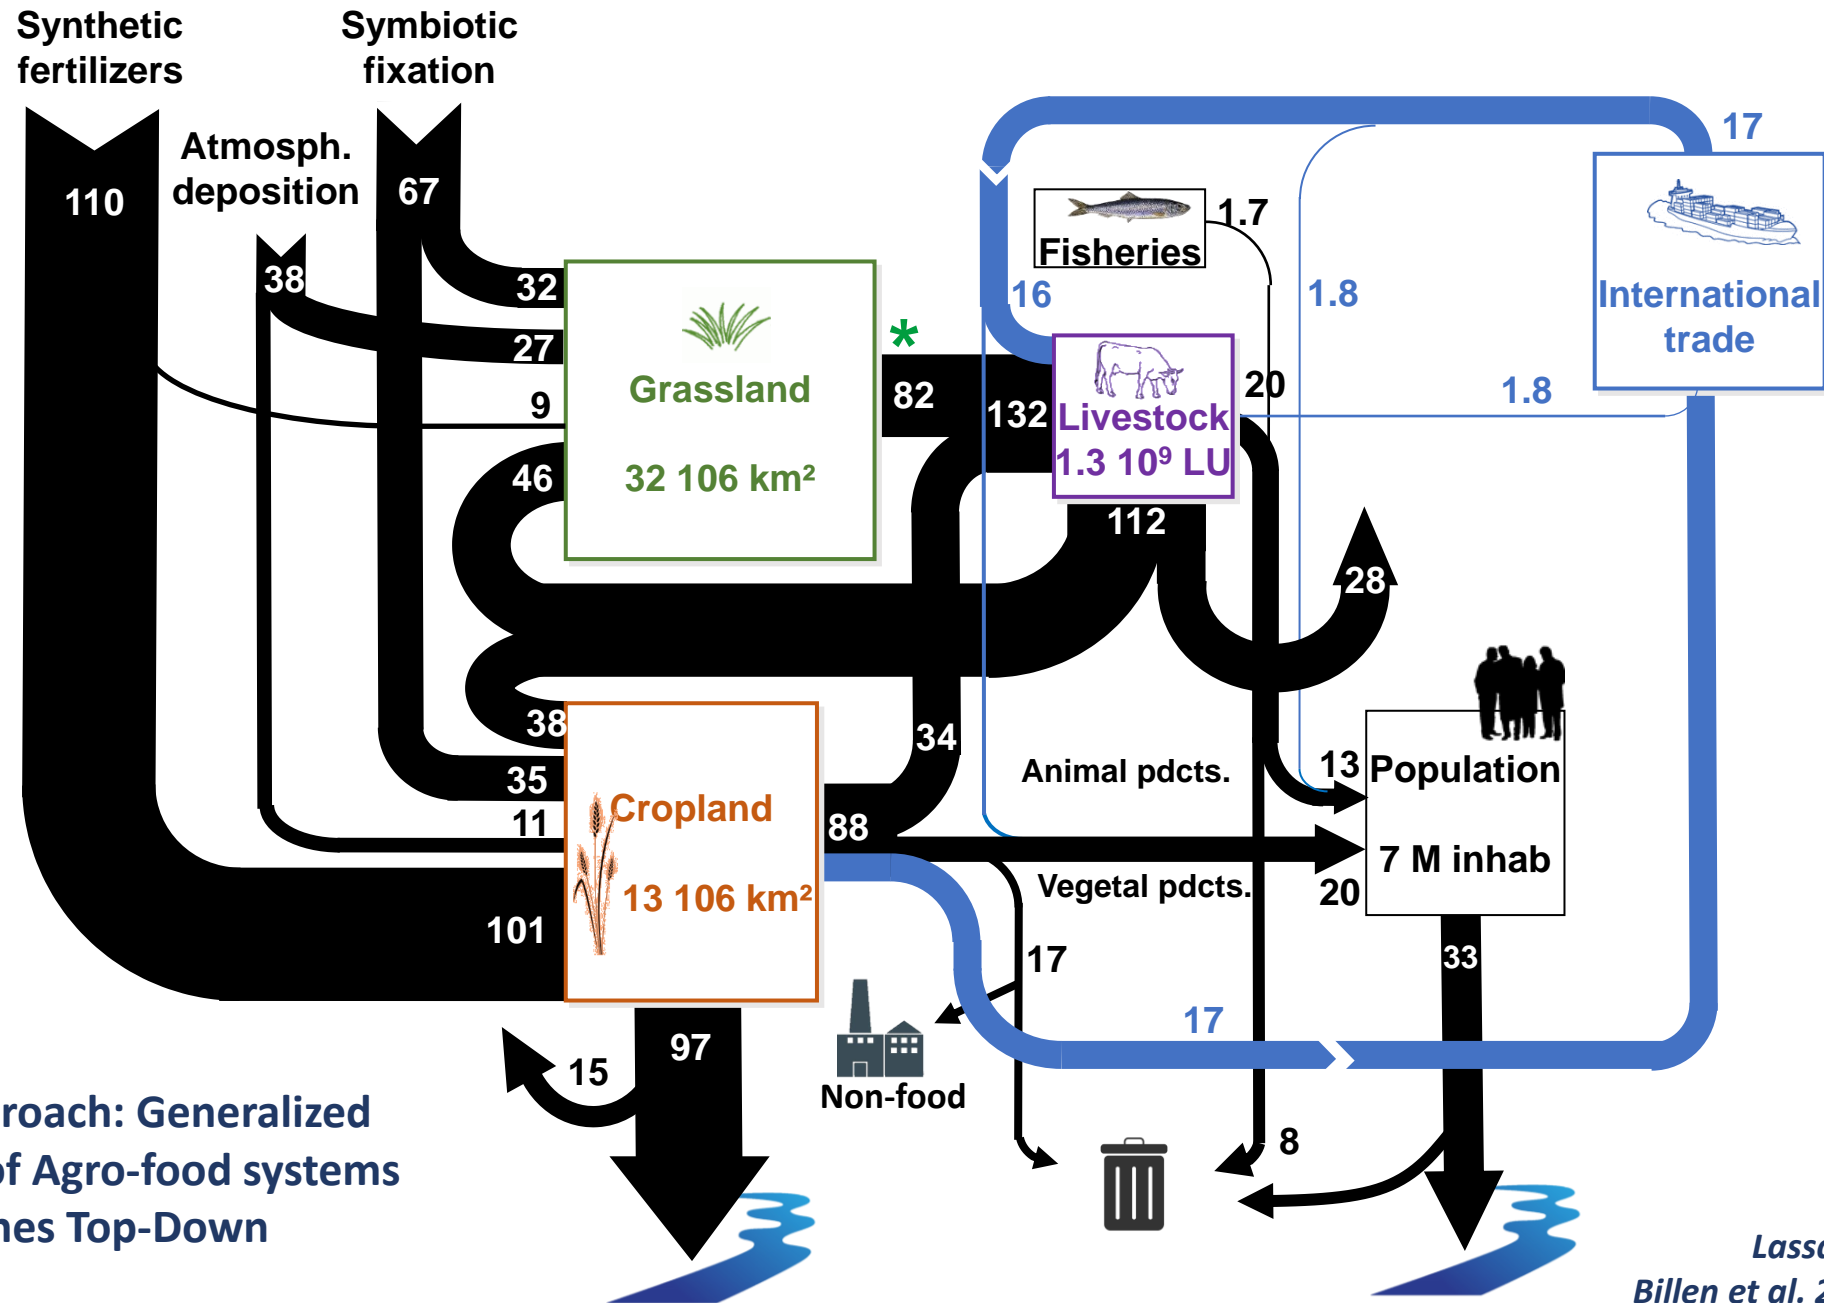 Synthetic
fertilizers
Symbiotic
fixation
Atmosph.
deposition
110
67
38
32
27
9
46
Grassland
32 106 km²
*
82
132
16
Fisheries
1.7
1.8
17
International
trade
1.8
20
Livestock
1.3 10⁹ LU
112
28
38
35
11
101
Cropland
13 106 km²
88
34
Animal pdcts.
Vegetal pdcts.
13
Population
7 M inhab
20
33
17
17
Non-food
97
15
8
roach: Generalized
of Agro-food systems
nes Top-Down
Billen et al. 2